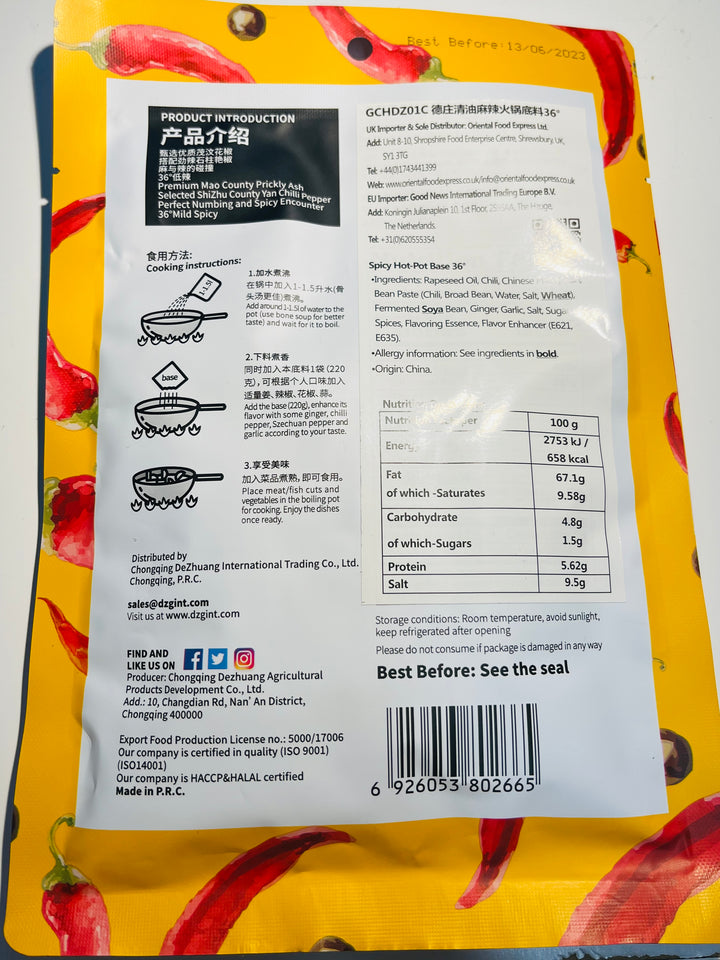 Best Before:13/06/2023
PRODUCT INTRODUCTION
产品介绍
甄选优质茂汶花椒
搭配劲辣石柱艳椒
麻与辣的碰撞
36°低辣
Premium Mao County Prickly Ash
Selected ShiZhu County Yan Chilli Pepper
Perfect Numbing and Spicy Encounter
36°Mild Spicy
食用方法:
Cooking instructions:
1-1.5l
1.加水煮沸
在锅中加入1-1.5升水(骨
头汤更佳)煮沸。
Add around 1-1.5l of water to the
pot (use bone soup for better
taste) and wait for it to boil.
base
2.下料煮香
同时加入本底料1袋 (220
克),可根据个人口味加入
适量姜、辣椒、花椒、蒜。
Add the base (220g), enhance its
flavor with some ginger, chilli
pepper, Szechuan pepper and
garlic according to your taste.
3.享受美味
加入菜品煮熟,即可食用。
Place meat/fish cuts and
vegetables in the boiling pot
for cooking. Enjoy the dishes
once ready.
Distributed by
Chongqing DeZhuang International Trading Co., Ltd.
Chongqing, P.R.C.
sales@dzgint.com
Visit us at www.dzgint.com
FIND AND
LIKE US ON
Producer: Chongqing Dezhuang Agricultural
Products Development Co., Ltd.
Add.: 10, Changdian Rd, Nan' An District,
Chongqing 400000
Export Food Production License no.: 5000/17006
Our company is certified in quality (ISO 9001)
(ISO14001)
Our company is HACCP&HALAL certified
Made in P.R.C.
GCHDZ01C 德庄清油麻辣火锅底料36°
UK Importer & Sole Distributor: Oriental Food Express Ltd.
Add: Unit 8-10, Shropshire Food Enterprise Centre, Shrewsbury, UK,
SY1 3TG
Tel: +44(0)1743441399
Web: www.orientalfoodexpress.co.uk/info@orientalfoodexpress.co.uk
EU Importer: Good News International Trading Europe B.V.
Add: Koningin Julianaplein 10, 1st Floor, The Hauge,
The Netherlands.
Tel: +31(0)620555354
Spicy Hot-Pot Base 36°
•Ingredients: Rapeseed Oil, Chili, Chinese
Bean Paste (Chili, Broad Bean, Water, Salt, Wheat),
Fermented Soya Bean, Ginger, Garlic, Salt, Sugar
Spices, Flavoring Essence, Flavor Enhancer (E621,
E635).
•Allergy information: See ingredients in bold.
•Origin: China.
per 100 g
Energy 2753 kJ /
658 kcal
Fat 67.1g
of which -Saturates 9.58g
Carbohydrate 4.8g
of which-Sugars 1.5g
Protein 5.62g
Salt 9.5g
Storage conditions: Room temperature, avoid sunlight,
keep refrigerated after opening
Please do not consume if package is damaged in any way
Best Before: See the seal
6 926053 802665